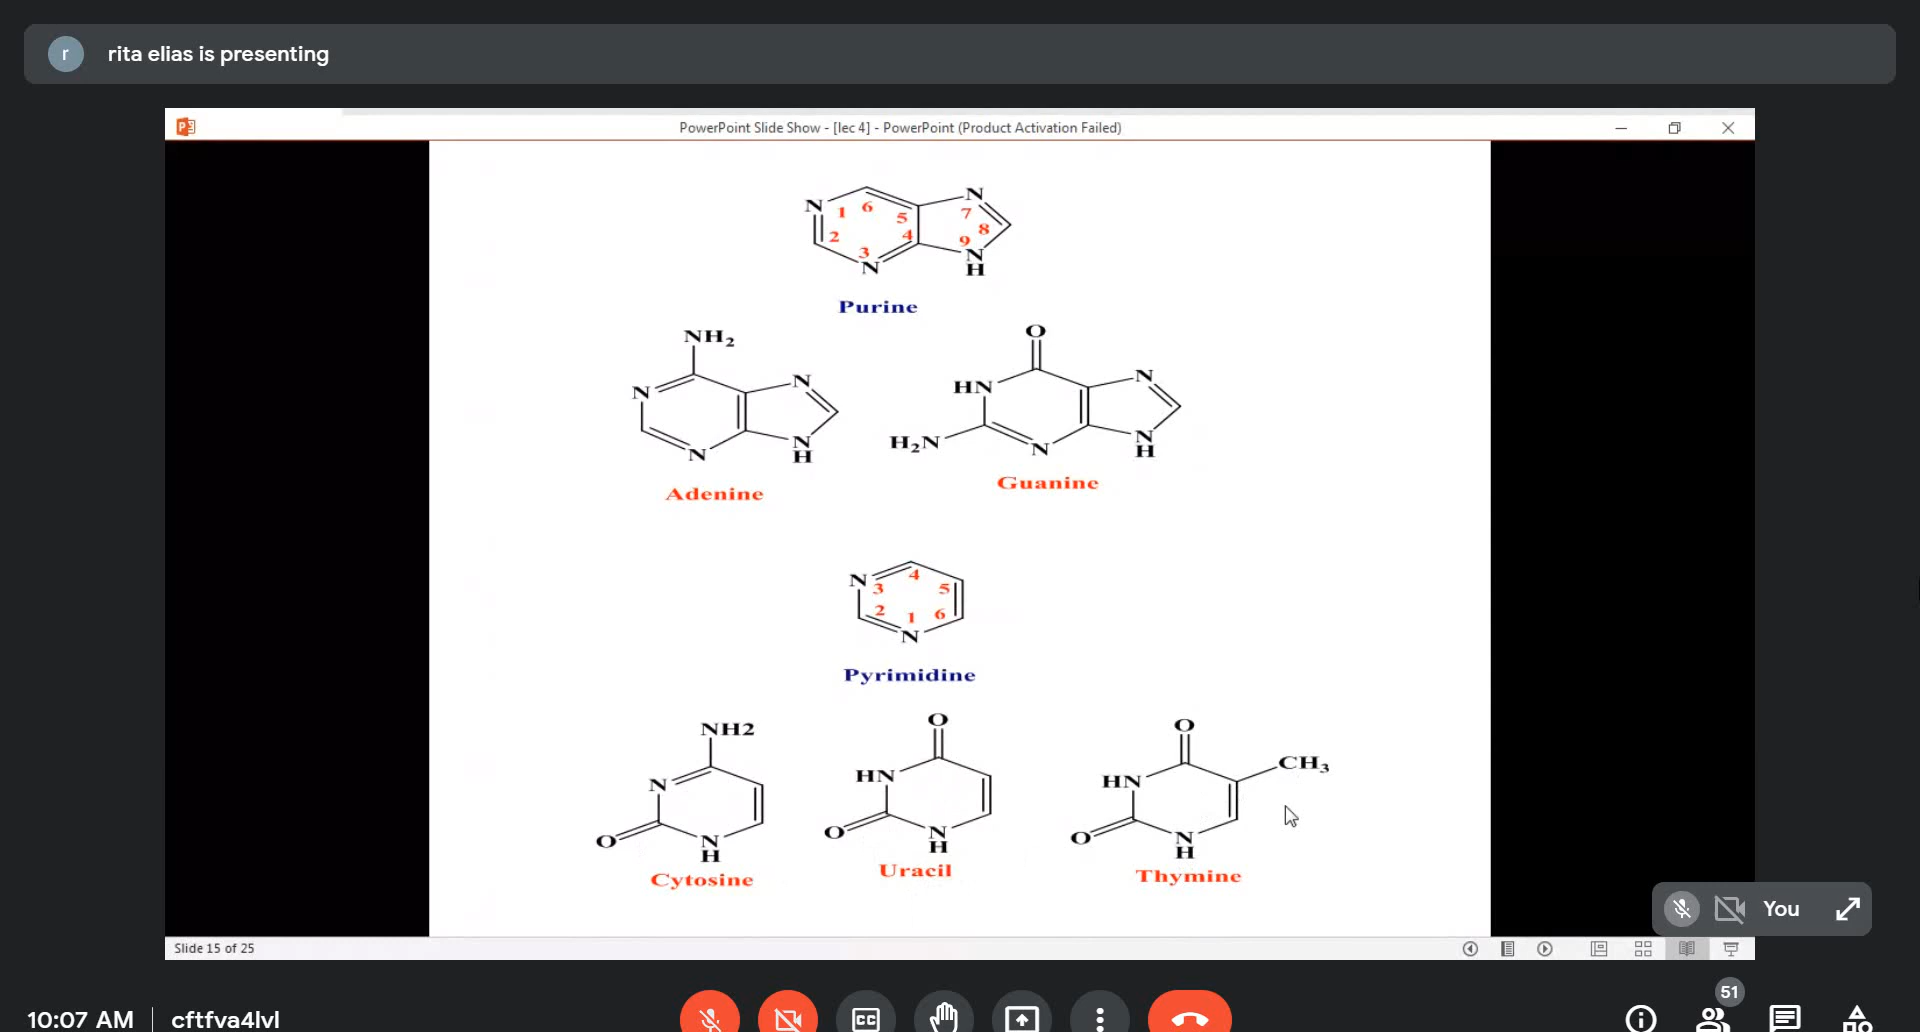 r rita elias is presenting
PowerPoint Slide Show - [lec 4] - PowerPoint (Product Activation Failed)
N 1 6 5 N 7
2 4 9 8
3 N N H
Purine
NH2 O
N N HN N
N N H H2N N N H
Adenine Guanine
N 3 4 5
2 1 6
N
Pyrimidine
NH2 O O
N HN HN CH3
O N H O N H O N H
Cytosine Uracil Thymine
You
Slide 15 of 25
51
10:07 AM | cftfva4lvl
CC